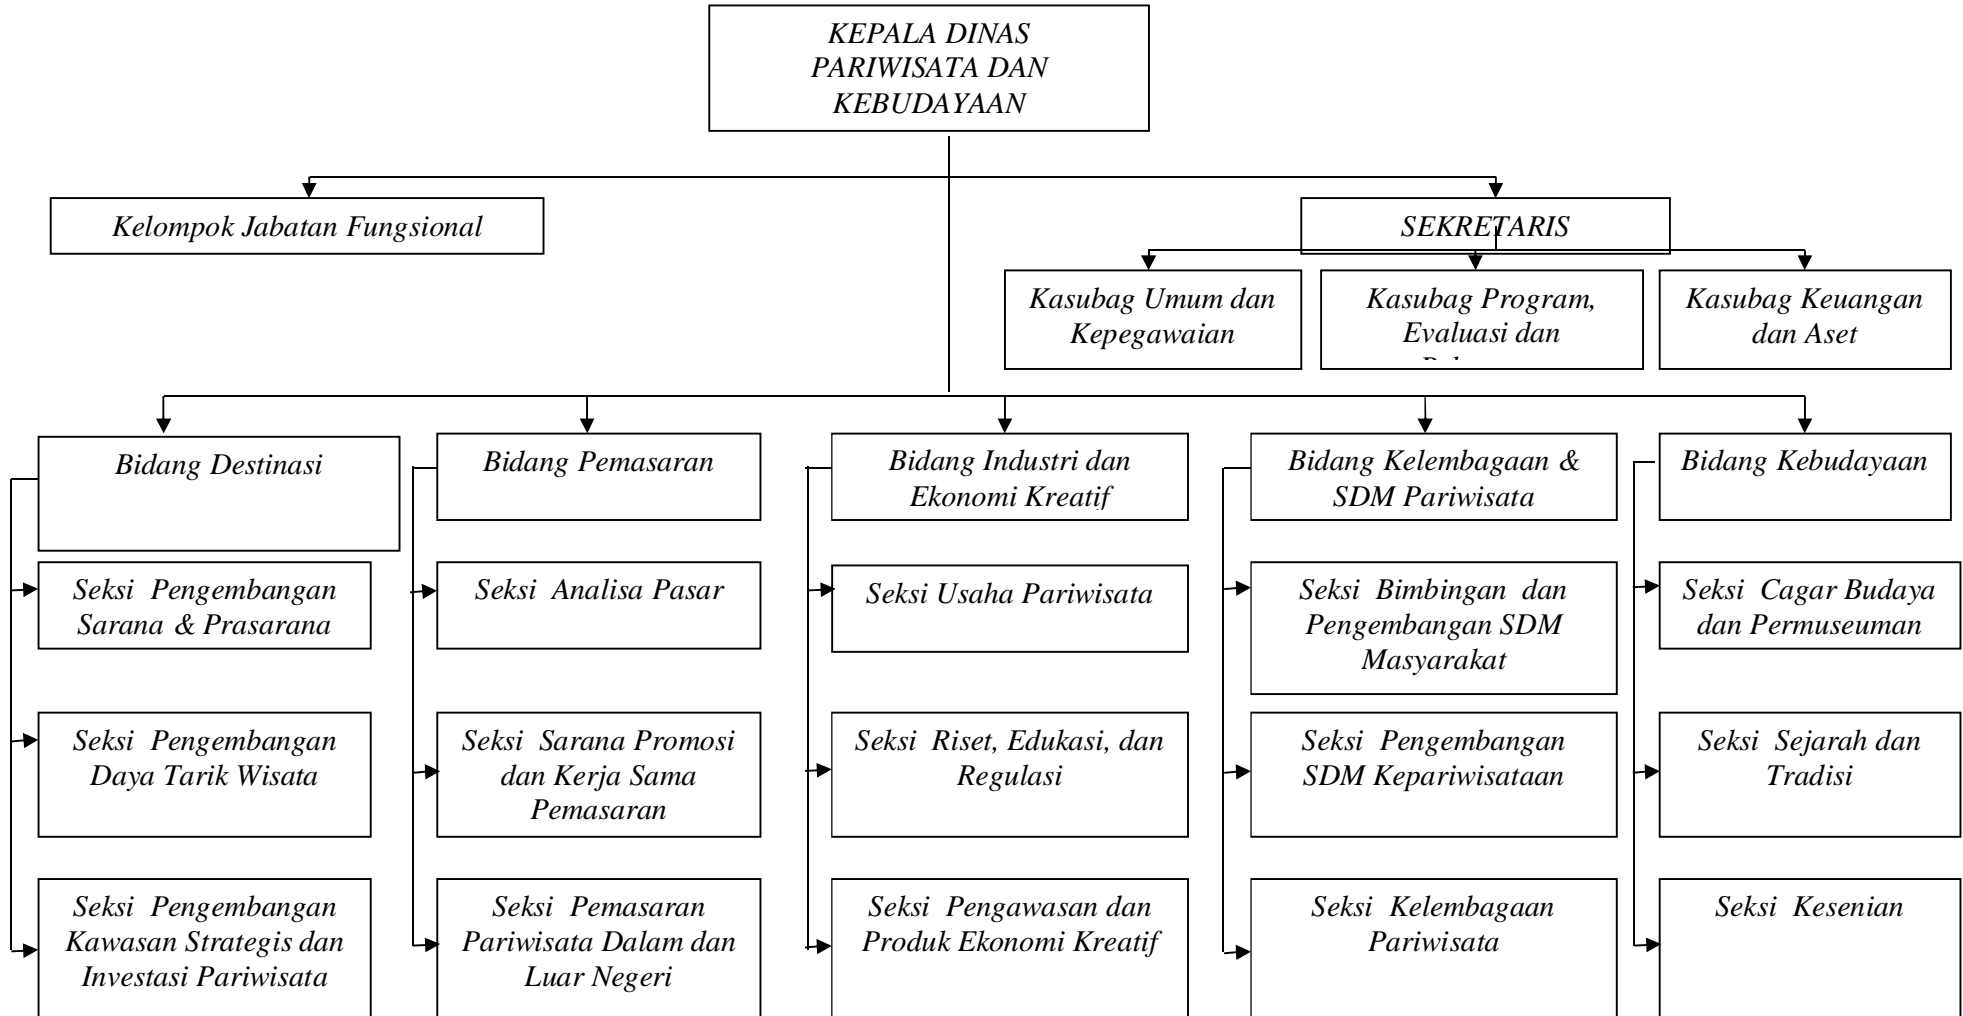 KEPALA DINAS
PARIWISATA DAN
KEBUDAYAAN
Kelompok Jabatan Fungsional
SEKRETARIS
Kasubag Umum dan
Kepegawaian
Kasubag Program,
Evaluasi dan
Kasubag Keuangan
dan Aset
Bidang Destinasi
Bidang Pemasaran
Bidang Industri dan
Ekonomi Kreatif
Bidang Kelembagaan &
SDM Pariwisata
Bidang Kebudayaan
Seksi Pengembangan
Sarana & Prasarana
Seksi Analisa Pasar
Seksi Usaha Pariwisata
Seksi Bimbingan dan
Pengembangan SDM
Masyarakat
Seksi Cagar Budaya
dan Permuseuman
Seksi Pengembangan
Daya Tarik Wisata
Seksi Sarana Promosi
dan Kerja Sama
Pemasaran
Seksi Riset, Edukasi, dan
Regulasi
Seksi Pengembangan
SDM Kepariwisataan
Seksi Sejarah dan
Tradisi
Seksi Pengembangan
Kawasan Strategis dan
Investasi Pariwisata
Seksi Pemasaran
Pariwisata Dalam dan
Luar Negeri
Seksi Pengawasan dan
Produk Ekonomi Kreatif
Seksi Kelembagaan
Pariwisata
Seksi Kesenian